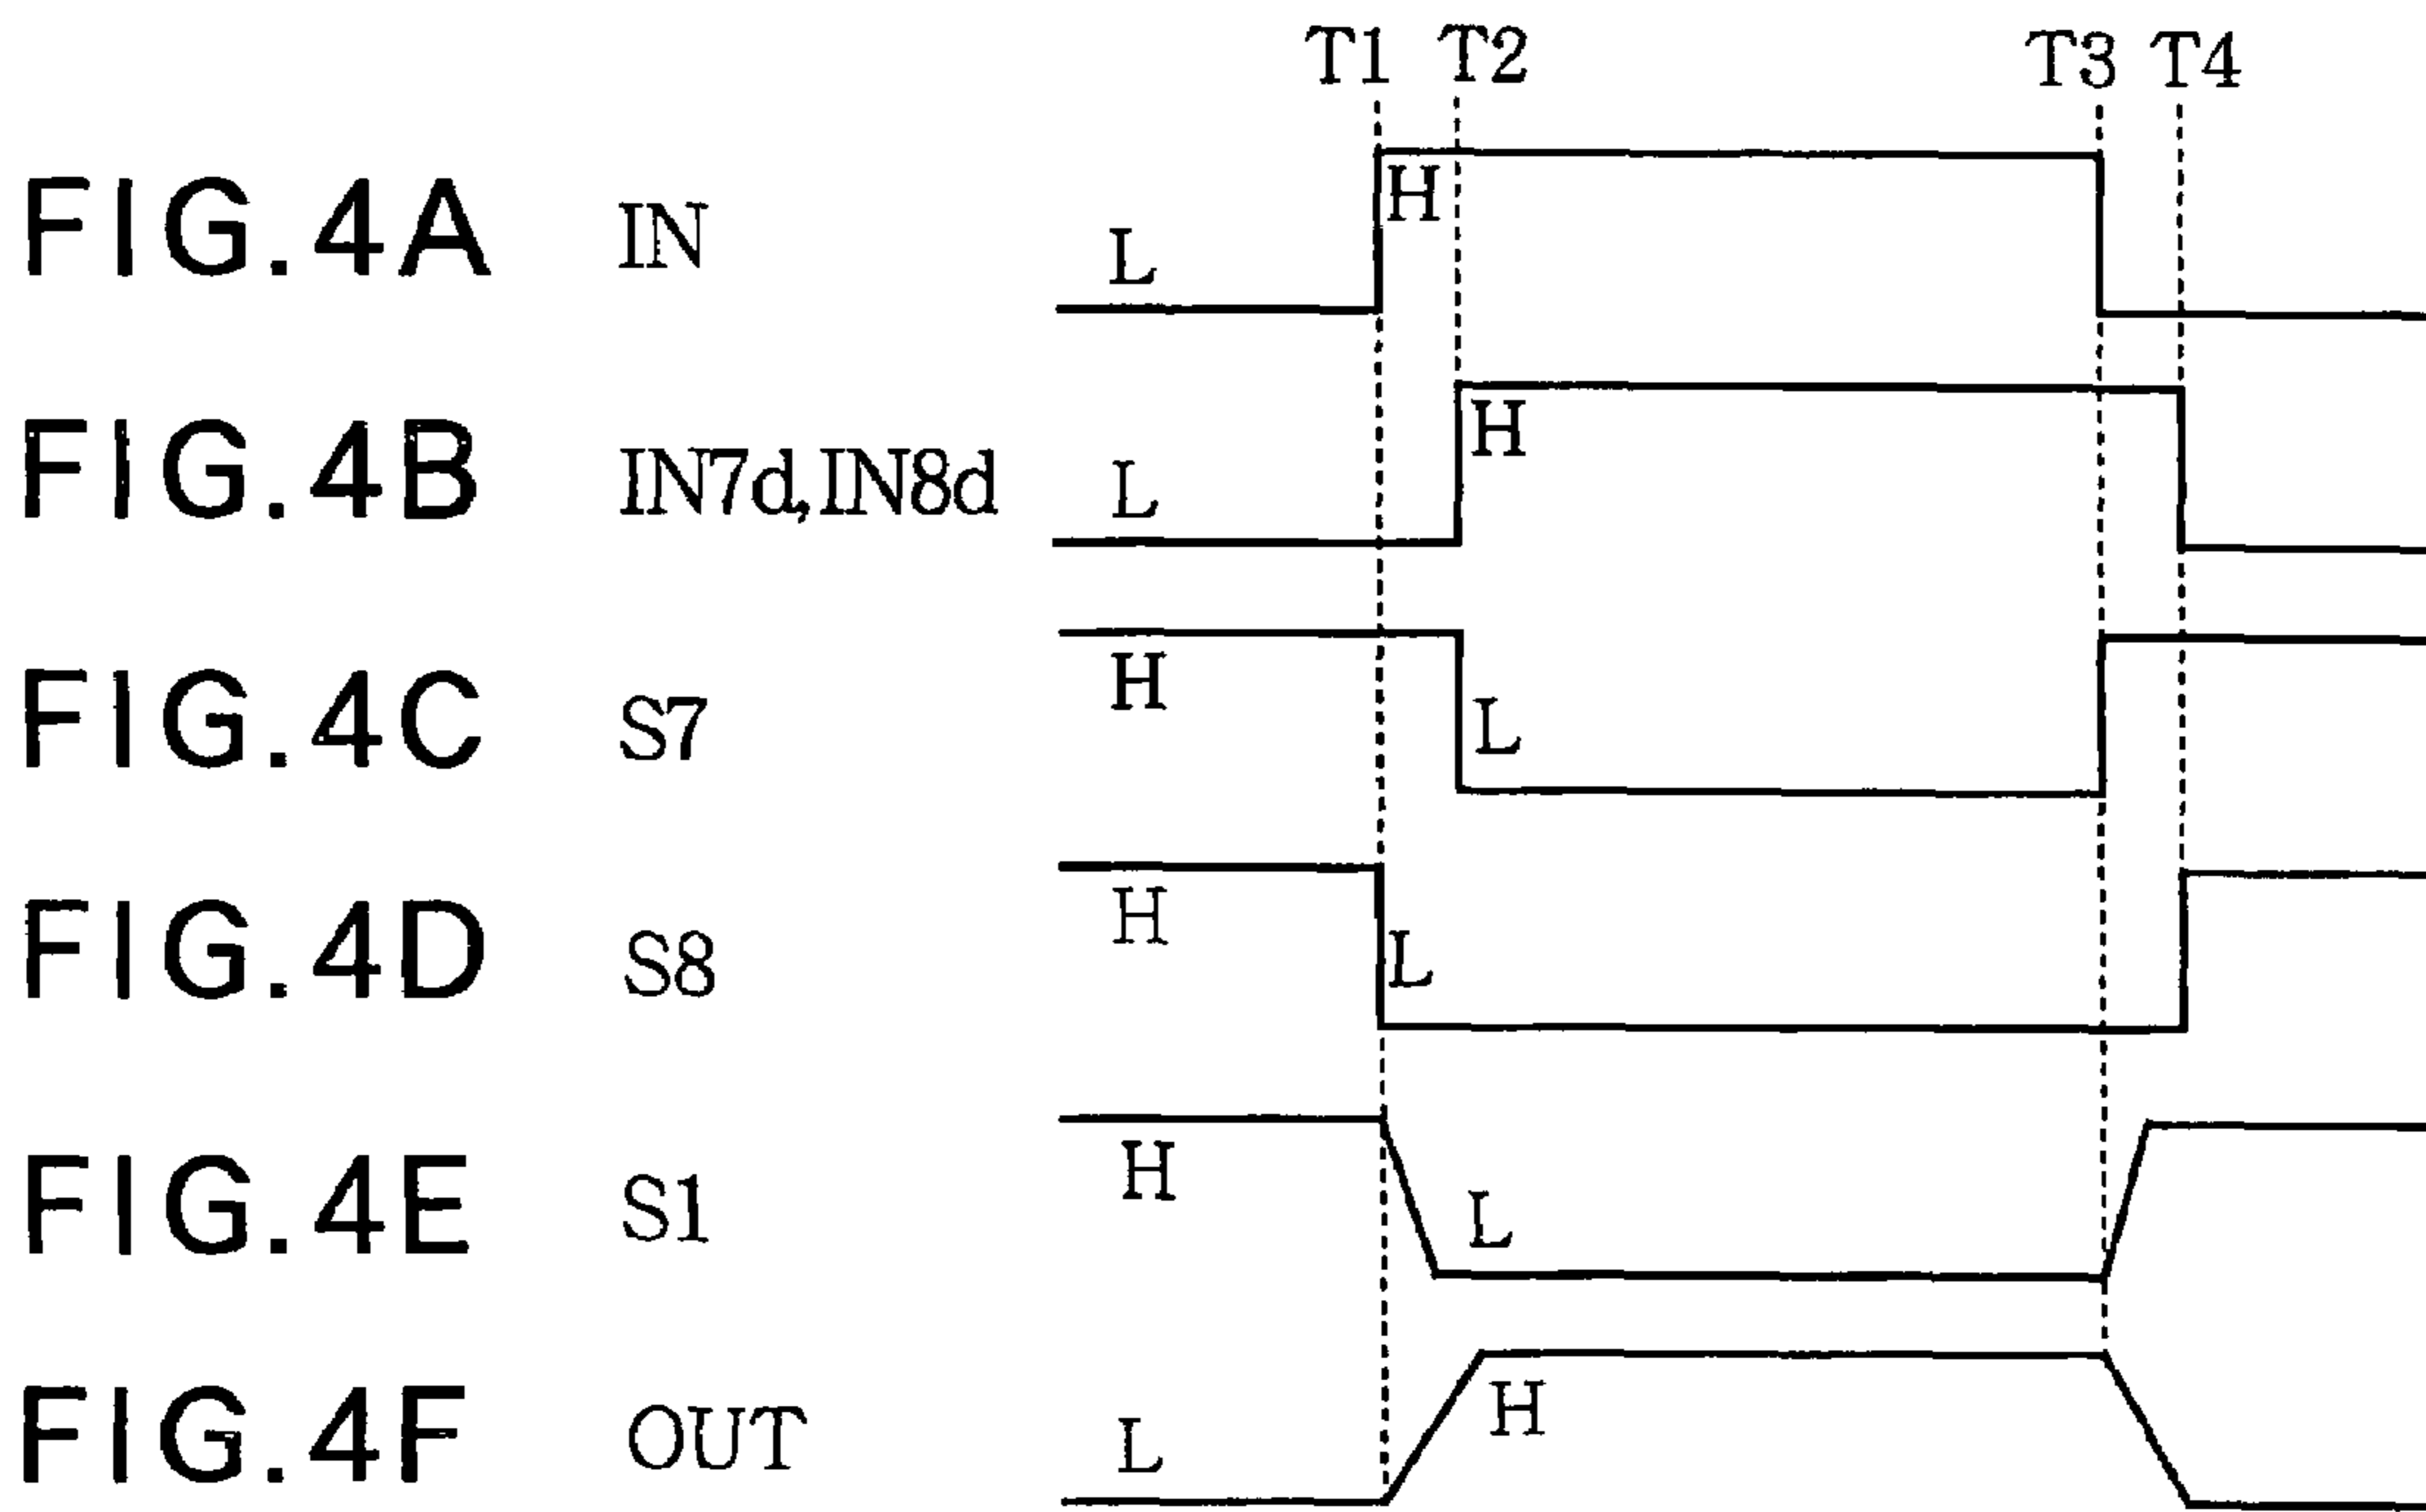 T1 T2 T3 T4
FIG.4A IN L H
FIG.4B IN7d,IN8d L H
FIG.4C S7 H L
FIG.4D S8 H L
FIG.4E S1 H L
FIG.4F OUT L H